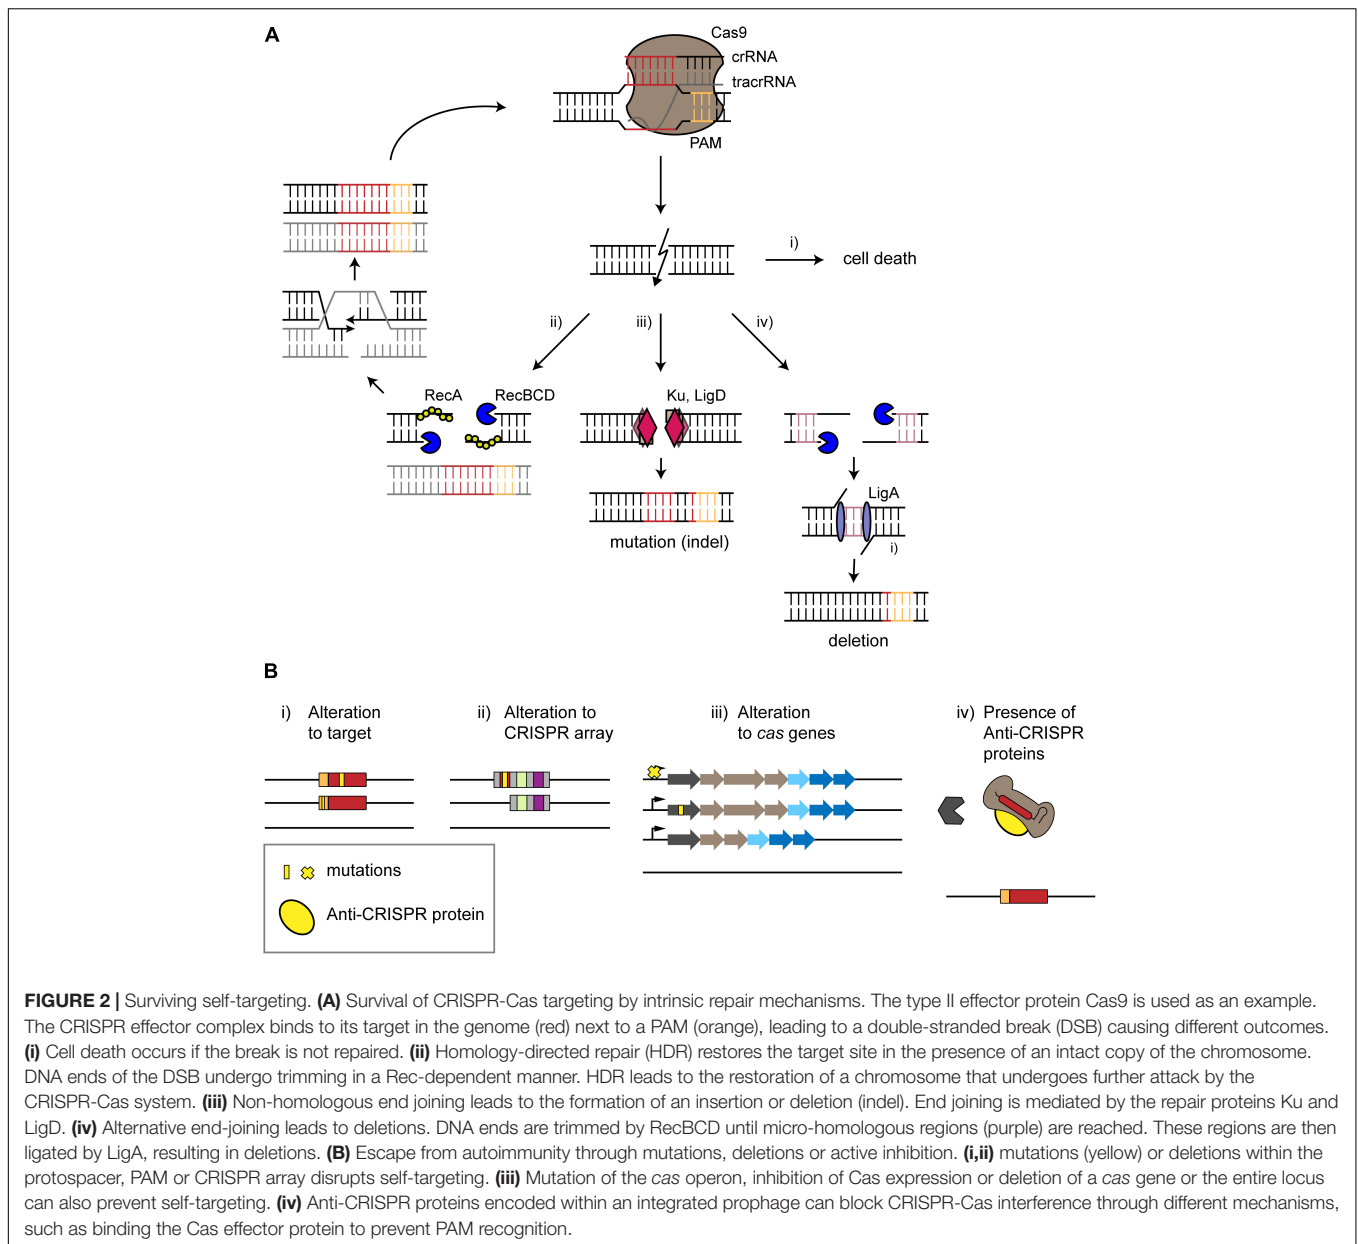 A
Cas9
crRNA
tracrRNA
PAM
i)
cell death
ii)
iii)
iv)
RecA
RecBCD
Ku, LigD
LigA
i)
mutation (indel)
deletion
B
i) Alteration
to target
ii) Alteration to
CRISPR array
iii) Alteration
to cas genes
iv) Presence of
Anti-CRISPR
proteins
mutations
Anti-CRISPR protein
FIGURE 2 | Surviving self-targeting. (A) Survival of CRISPR-Cas targeting by intrinsic repair mechanisms. The type II effector protein Cas9 is used as an example.
The CRISPR effector complex binds to its target in the genome (red) next to a PAM (orange), leading to a double-stranded break (DSB) causing different outcomes.
(i) Cell death occurs if the break is not repaired. (ii) Homology-directed repair (HDR) restores the target site in the presence of an intact copy of the chromosome.
DNA ends of the DSB undergo trimming in a Rec-dependent manner. HDR leads to the restoration of a chromosome that undergoes further attack by the
CRISPR-Cas system. (iii) Non-homologous end joining leads to the formation of an insertion or deletion (indel). End joining is mediated by the repair proteins Ku and
LigD. (iv) Alternative end-joining leads to deletions. DNA ends are trimmed by RecBCD until micro-homologous regions (purple) are reached. These regions are then
ligated by LigA, resulting in deletions. (B) Escape from autoimmunity through mutations, deletions or active inhibition. (i,ii) mutations (yellow) or deletions within the
protospacer, PAM or CRISPR array disrupts self-targeting. (iii) Mutation of the cas operon, inhibition of Cas expression or deletion of a cas gene or the entire locus
can also prevent self-targeting. (iv) Anti-CRISPR proteins encoded within an integrated prophage can block CRISPR-Cas interference through different mechanisms,
such as binding the Cas effector protein to prevent PAM recognition.